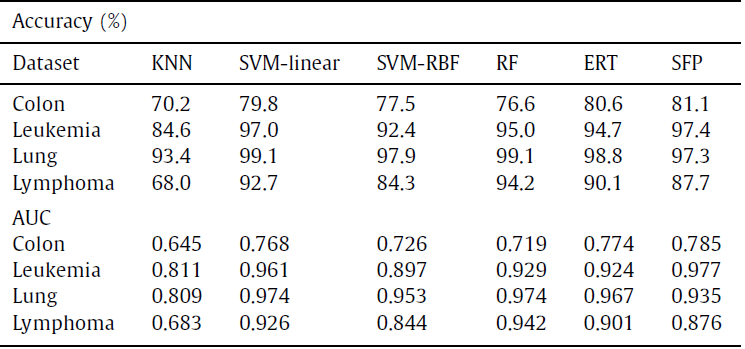 Accuracy (%)
Dataset KNN SVM-linear SVM-RBF RF ERT SFP
Colon 70.2 79.8 77.5 76.6 80.6 81.1
Leukemia 84.6 97.0 92.4 95.0 94.7 97.4
Lung 93.4 99.1 97.9 99.1 98.8 97.3
Lymphoma 68.0 92.7 84.3 94.2 90.1 87.7
AUC
Colon 0.645 0.768 0.726 0.719 0.774 0.785
Leukemia 0.811 0.961 0.897 0.929 0.924 0.977
Lung 0.809 0.974 0.953 0.974 0.967 0.935
Lymphoma 0.683 0.926 0.844 0.942 0.901 0.876